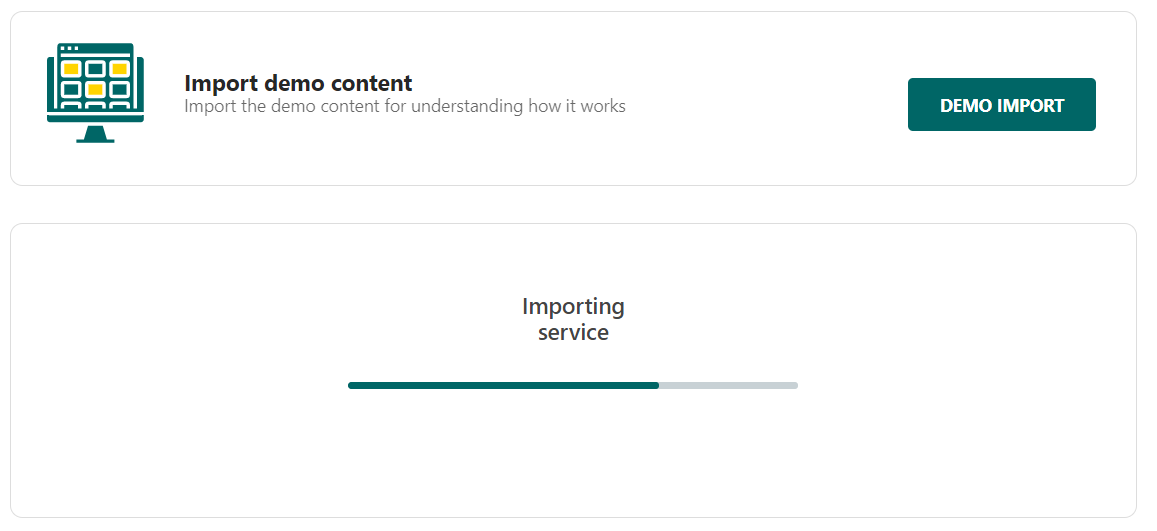 Import demo content
Import the demo content for understanding how it works
DEMO IMPORT
Importing
service